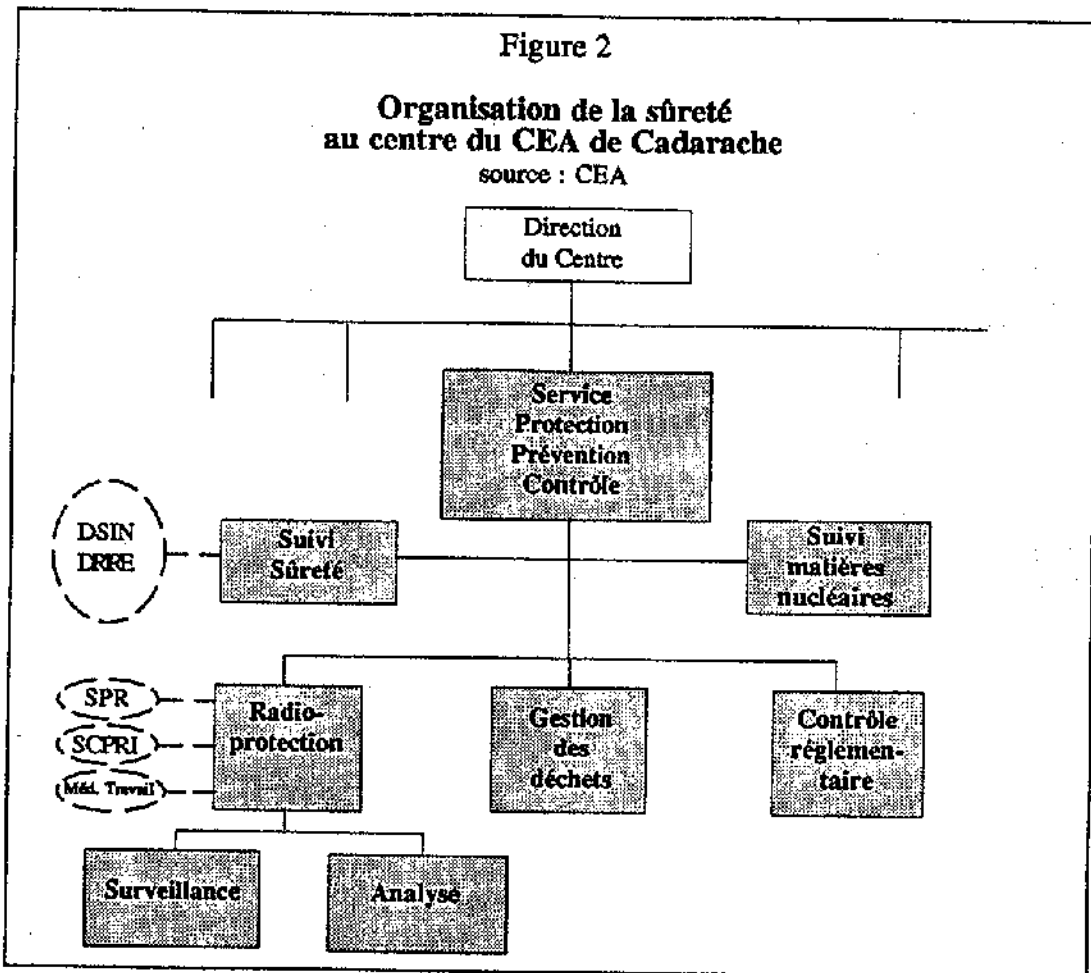 Figure 2
Organisation de la sûreté
au centre du CEA de Cadarache
source : CEA
Direction
du Centre
Service
Protection
Prévention
Contrôle
DSIN
DRIRE
Suivi
Sûreté
Suivi
matières
nucléaires
SPR
SCPRI
Méd. Travail
Radio-
protection
Gestion
des
déchets
Contrôle
réglemen-
taire
Surveillance
Analyse